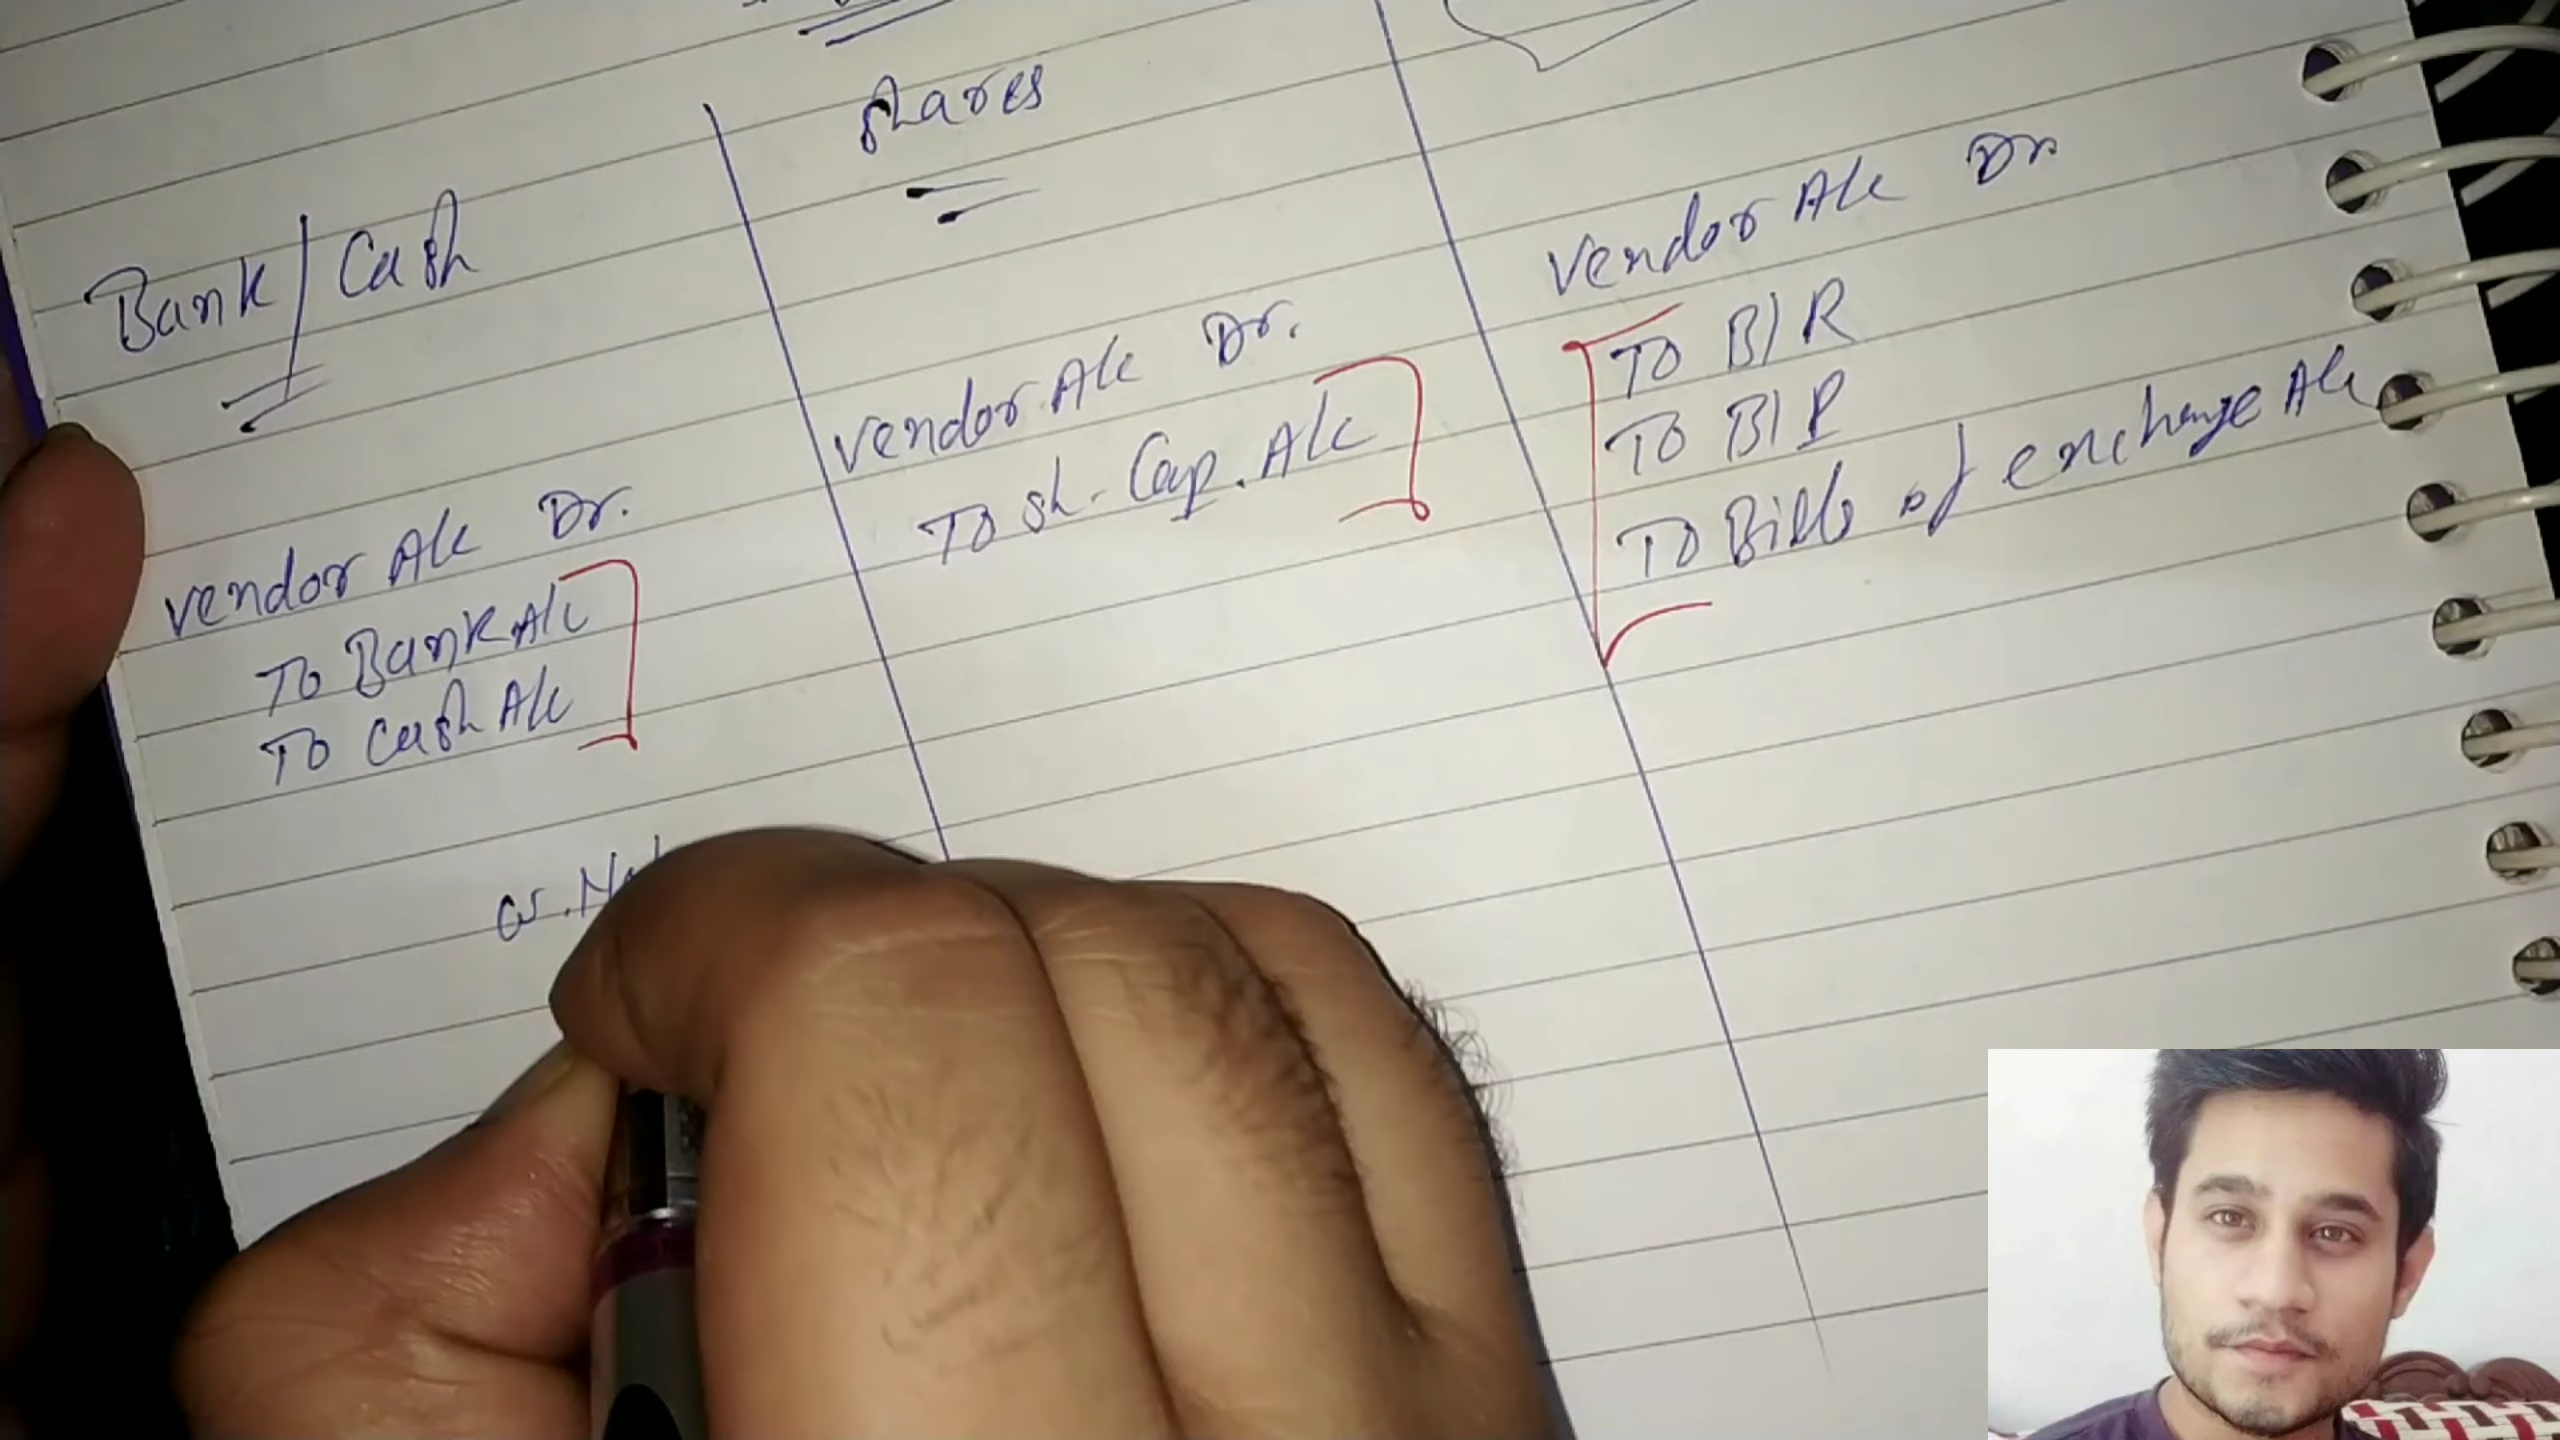 Bank / Cash
Vendor A/c Dr.
To Bank A/c
To Cash A/c
Shares
Vendor A/c Dr.
To Sh. Cap. A/c
Vendor A/c Dr
To B/R
To B/P
To Bills of exchange A/c